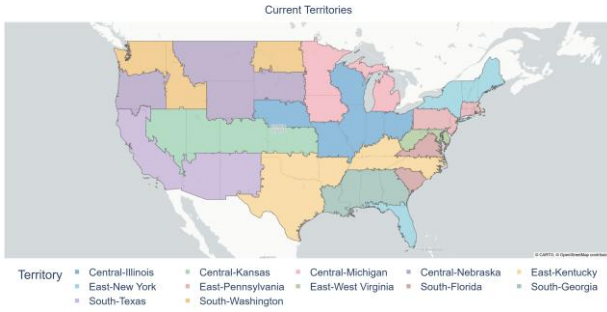 Current Territories
© CARTO, © OpenStreetMap contributors
Territory
Central-Illinois Central-Kansas Central-Michigan Central-Nebraska East-Kentucky
East-New York East-Pennsylvania East-West Virginia South-Florida South-Georgia
South-Texas South-Washington